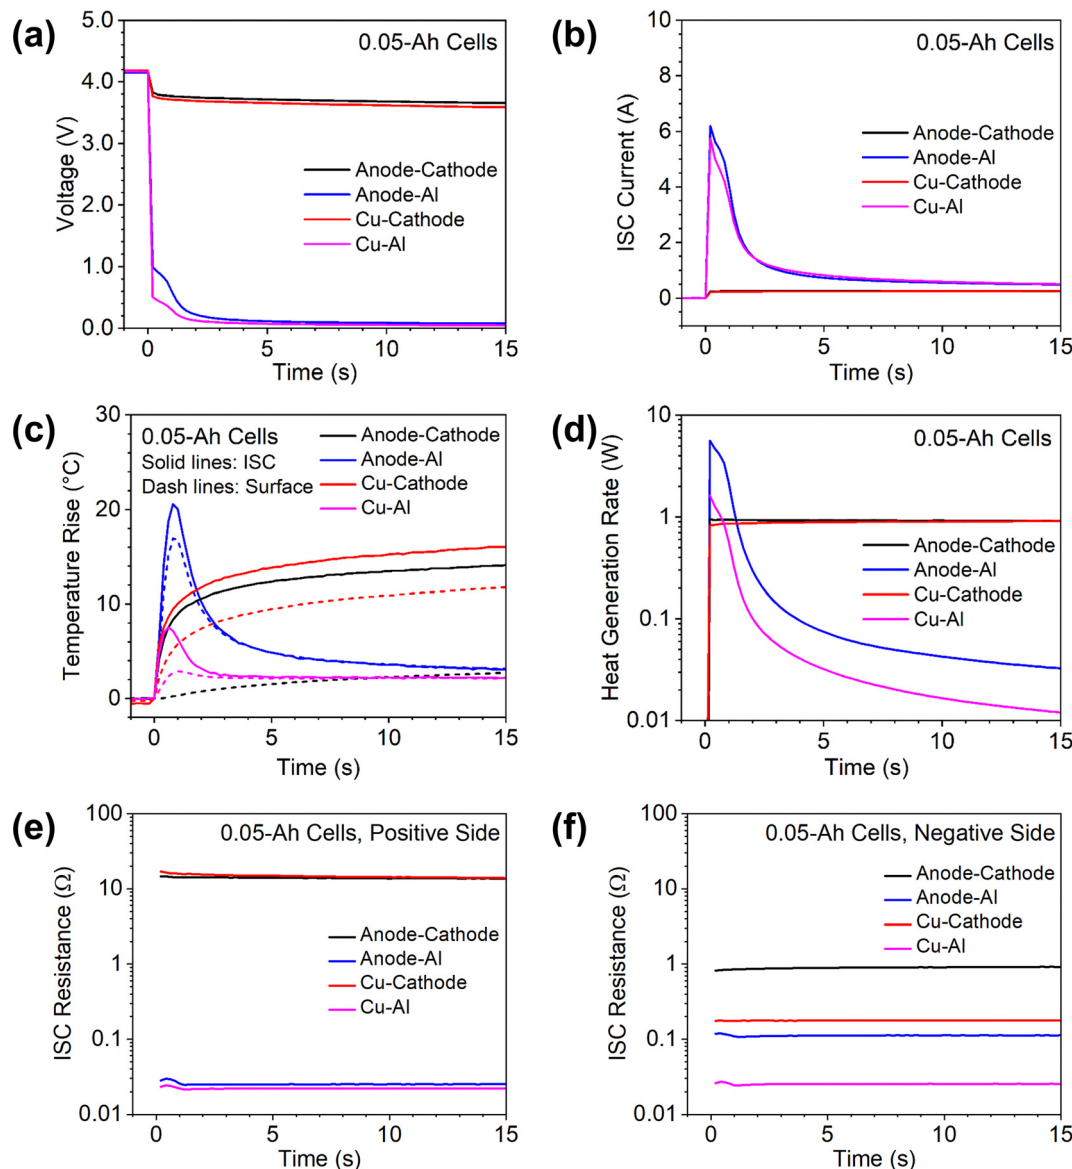 (a)
0.05-Ah Cells
Voltage (V)
5.0
4.0
3.0
2.0
1.0
0.0
Anode-Cathode
Anode-Al
Cu-Cathode
Cu-Al
0 5 10 15
Time (s)
(b)
0.05-Ah Cells
ISC Current (A)
10
8
6
4
2
0
Anode-Cathode
Anode-Al
Cu-Cathode
Cu-Al
0 5 10 15
Time (s)
(c)
0.05-Ah Cells
Solid lines: ISC
Dash lines: Surface
Temperature Rise (°C)
30
20
10
0
Anode-Cathode
Anode-Al
Cu-Cathode
Cu-Al
0 5 10 15
Time (s)
(d)
0.05-Ah Cells
Heat Generation Rate (W)
10
1
0.1
0.01
Anode-Cathode
Anode-Al
Cu-Cathode
Cu-Al
0 5 10 15
Time (s)
(e)
0.05-Ah Cells, Positive Side
ISC Resistance (Ω)
100
10
1
0.1
0.01
Anode-Cathode
Anode-Al
Cu-Cathode
Cu-Al
0 5 10 15
Time (s)
(f)
0.05-Ah Cells, Negative Side
ISC Resistance (Ω)
100
10
1
0.1
0.01
Anode-Cathode
Anode-Al
Cu-Cathode
Cu-Al
0 5 10 15
Time (s)